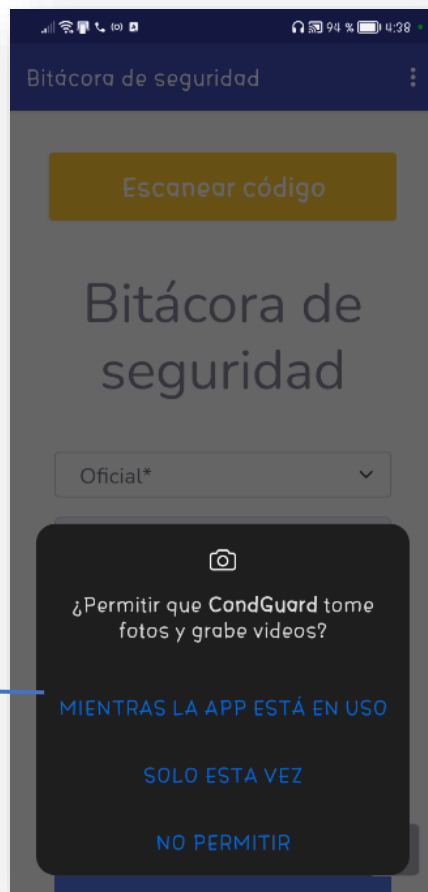 94 % 4:38
Bitácora de seguridad
Escanear código
Bitácora de
seguridad
Oficial*
¿Permitir que CondGuard tome
fotos y grabe videos?
MIENTRAS LA APP ESTÁ EN USO
SOLO ESTA VEZ
NO PERMITIR